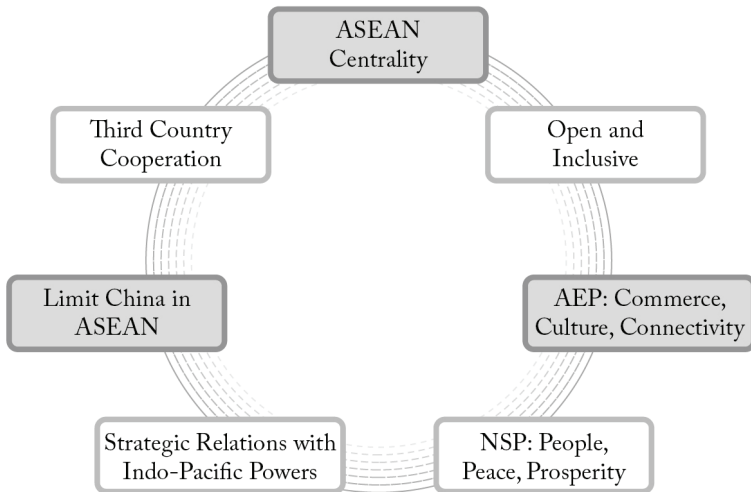 ASEAN
Centrality
Third Country
Cooperation
Open and
Inclusive
Limit China in
ASEAN
AEP: Commerce,
Culture, Connectivity
Strategic Relations with
Indo-Pacific Powers
NSP: People,
Peace, Prosperity